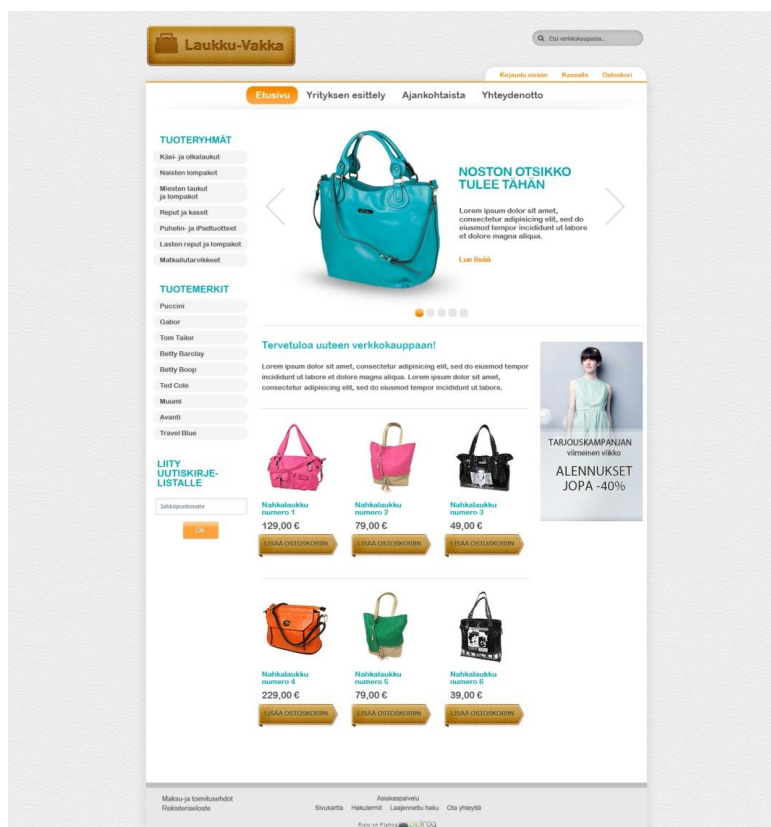 Laukku-Vakka
Etsi verkkokaupasta...
Kirjaudu sisään Kassalle Ostoskori
Etusivu Yrityksen esittely Ajankohtaista Yhteydenotto
TUOTERYHMÄT
Käsi- ja olkalaukut
Naisten lompakot
Miesten laukut
ja lompakot
Reput ja kassit
Puhelin- ja iPadtuotteet
Lasten reput ja lompakot
Matkailutarvikkeet
TUOTEMERKIT
Puccini
Gabor
Tom Tailor
Betty Barclay
Betty Boop
Ted Cole
Muumi
Avanti
Travel Blue
LIITY
UUTISKIRJE-
LISTALLE
Sähköpostiosoite
Ok
NOSTON OTSIKKO
TULEE TÄHÄN
Lorem ipsum dolor sit amet,
consectetur adipisicing elit, sed do
eiusmod tempor incididunt ut labore
et dolore magna aliqua.
Lue lisää
Tervetuloa uuteen verkkokauppaan!
Lorem ipsum dolor sit amet, consectetur adipisicing elit, sed do eiusmod tempor
incididunt ut labore et dolore magna aliqua. Lorem ipsum dolor sit amet,
consectetur adipisicing elit, sed do eiusmod tempor incididunt ut labore.
TARJOUSKAMPANJAN
viimeinen viikko
ALENNUKSET
JOPA -40%
Nahkalaukku
numero 1
129,00 €
LISÄÄ OSTOSKORIIN
Nahkalaukku
numero 2
79,00 €
LISÄÄ OSTOSKORIIN
Nahkalaukku
numero 3
49,00 €
LISÄÄ OSTOSKORIIN
Nahkalaukku
numero 4
229,00 €
LISÄÄ OSTOSKORIIN
Nahkalaukku
numero 5
79,00 €
LISÄÄ OSTOSKORIIN
Nahkalaukku
numero 6
39,00 €
LISÄÄ OSTOSKORIIN
Maksu-ja toimitusehdot
Rekisteriseloste
Asiakaspalvelu
Sivukartta Hakutermit Laajennettu haku Ota yhteyttä
Runs on Pipfrog